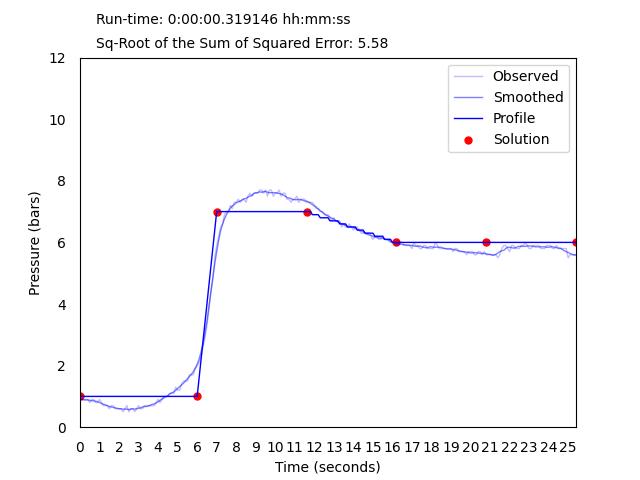 Run-time: 0:00:00.319146 hh:mm:ss
Sq-Root of the Sum of Squared Error: 5.58
Observed
Smoothed
Profile
Solution
12
10
8
6
4
2
0
Pressure (bars)
0 1 2 3 4 5 6 7 8 9 10 11 12 13 14 15 16 17 18 19 20 21 22 23 24 25
Time (seconds)